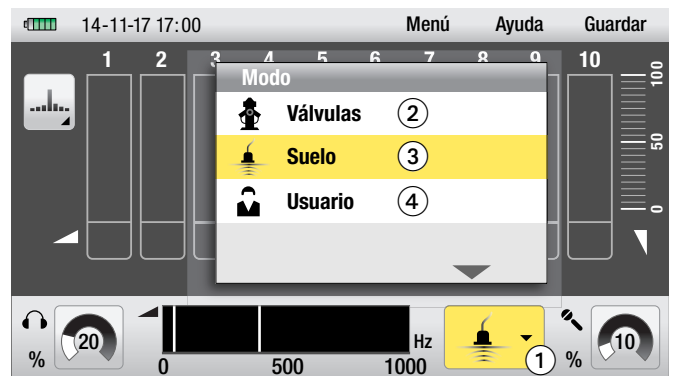 14-11-17 17:00 Menú Ayuda Guardar
1 2 3 4 5 6 7 8 9 10
Modo
Válvulas 2
Suelo 3
Usuario 4
100
50
0
% 20
0 500 1000 Hz
1
% 10